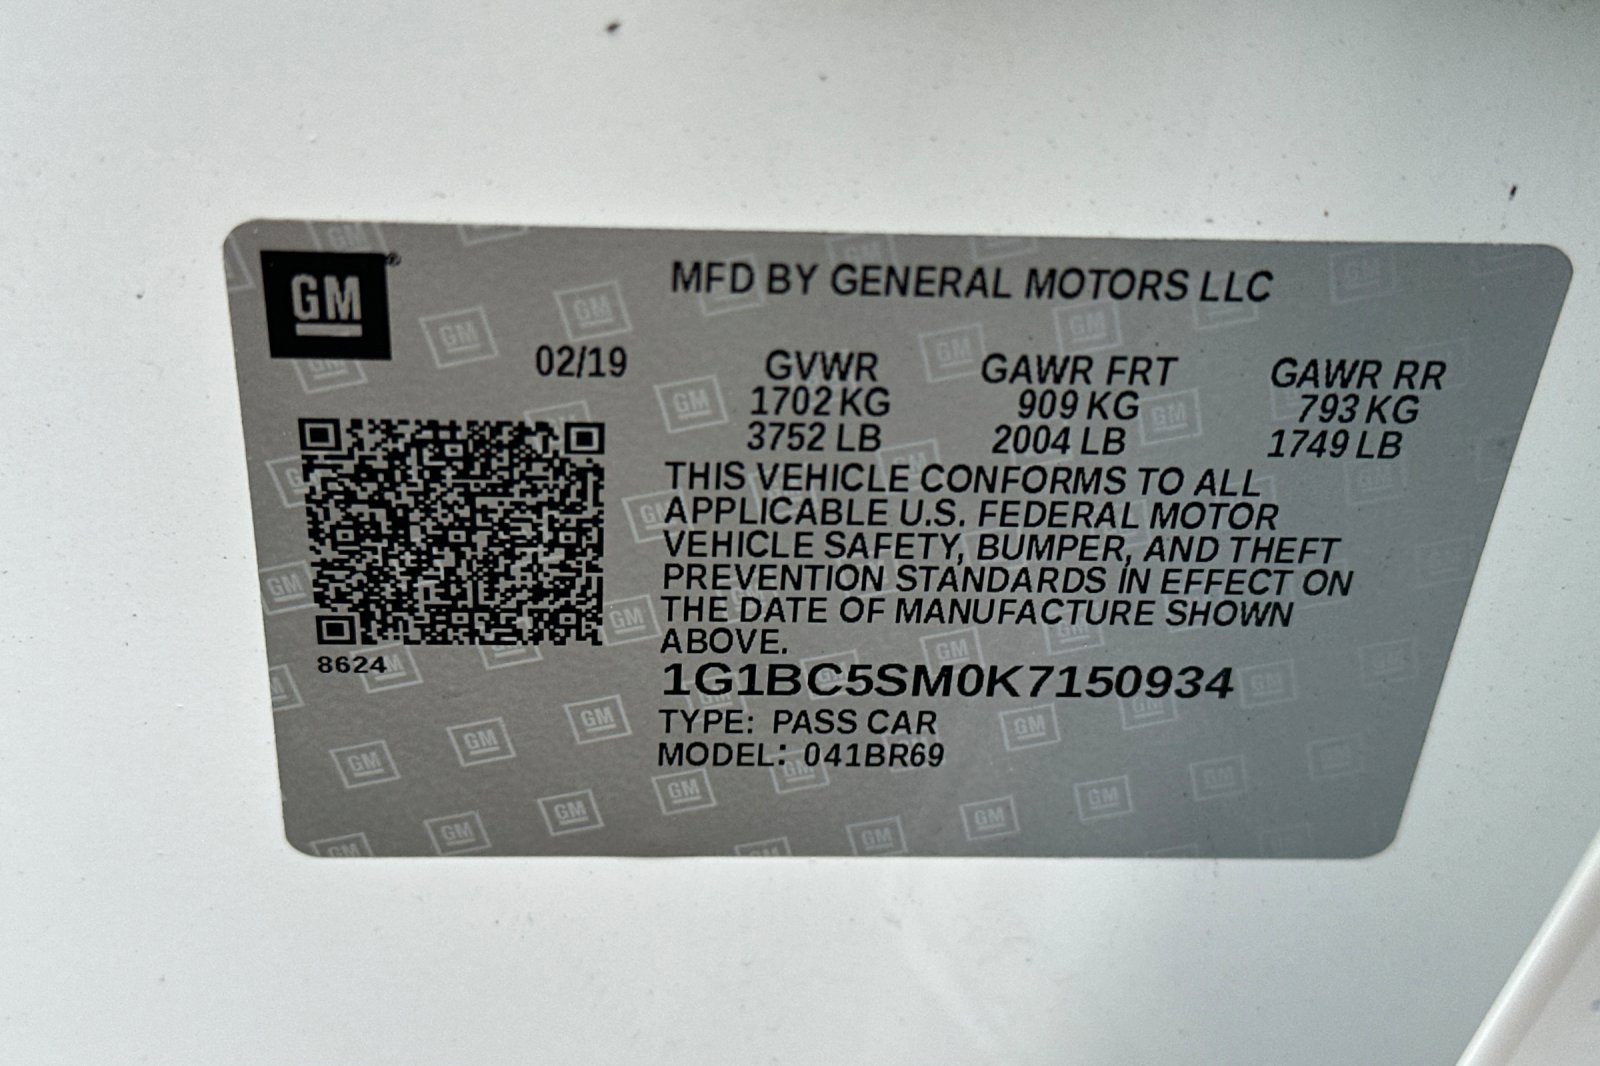 GM
MFD BY GENERAL MOTORS LLC
02/19 GVWR GAWR FRT GAWR RR
1702 KG 909 KG 793 KG
3752 LB 2004 LB 1749 LB
THIS VEHICLE CONFORMS TO ALL
APPLICABLE U.S. FEDERAL MOTOR
VEHICLE SAFETY, BUMPER, AND THEFT
PREVENTION STANDARDS IN EFFECT ON
THE DATE OF MANUFACTURE SHOWN
ABOVE.
8624
1G1BC5SM0K7150934
TYPE: PASS CAR
MODEL: 041BR69